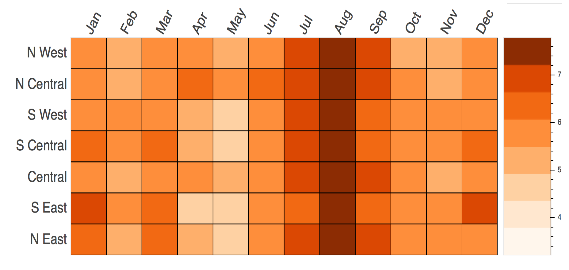 Jan Feb Mar Apr May Jun Jul Aug Sep Oct Nov Dec
N West
N Central
S West
S Central
Central
S East
N East
7
6
5
4